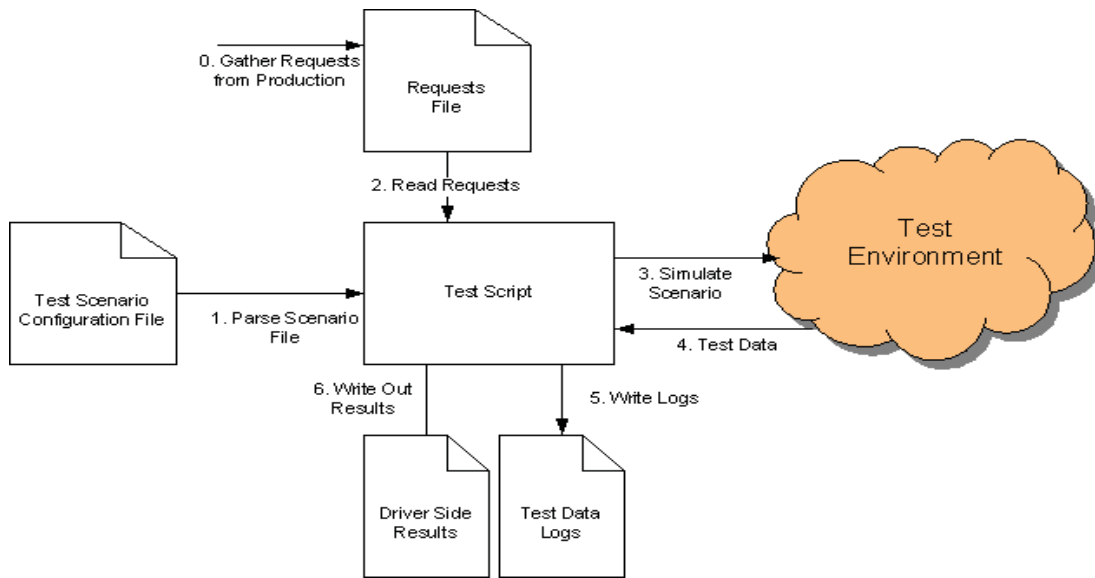 0. Gather Requests
from Production
Requests
File
2. Read Requests
Test Scenario
Configuration File
1. Parse Scenario
File
Test Script
3. Simulate
Scenario
Test
Environment
4. Test Data
6. Write Out
Results
5. Write Logs
Driver Side
Results
Test Data
Logs